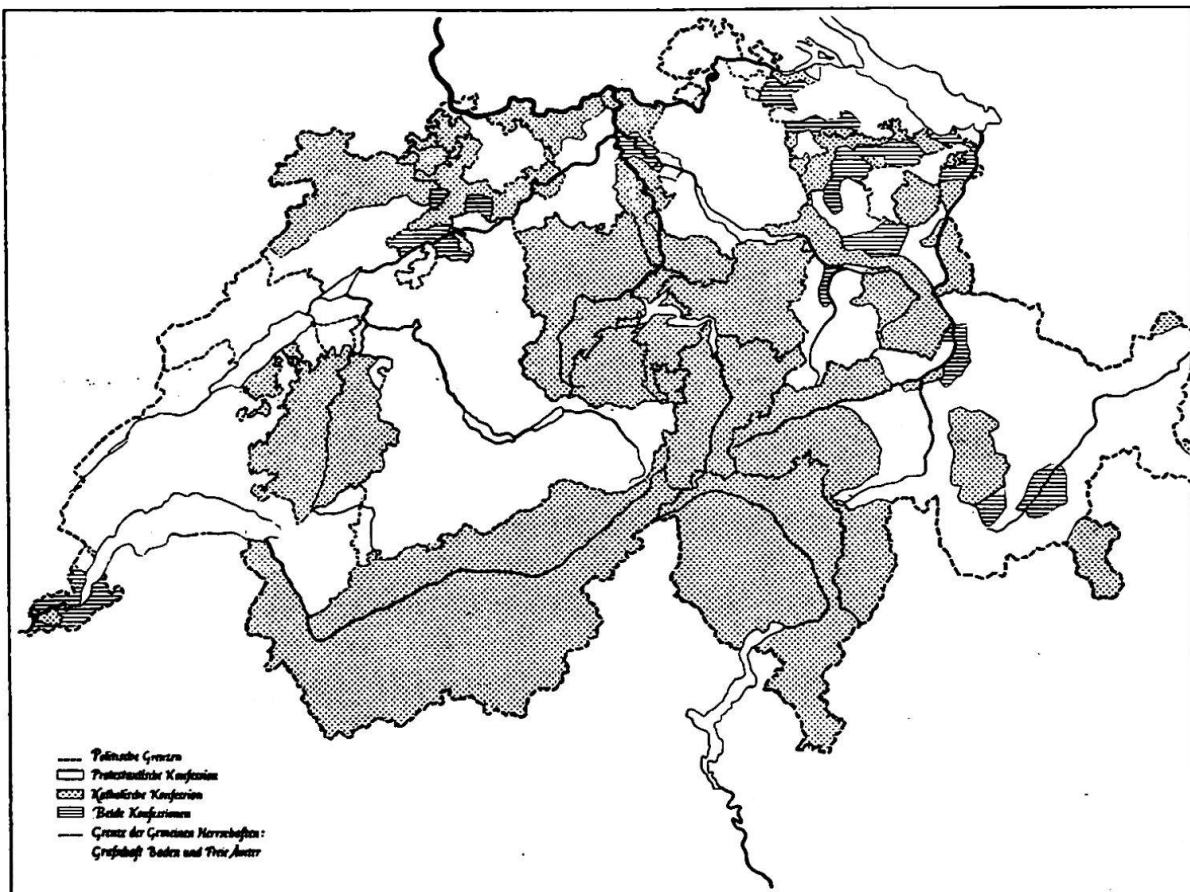 Politische Grenzen
Protestantische Konfession
Katholische Konfession
Beide Konfessionen
Grenze der Gemeinen Herrschaften:
Grafschaft Baden und Freie Ämter